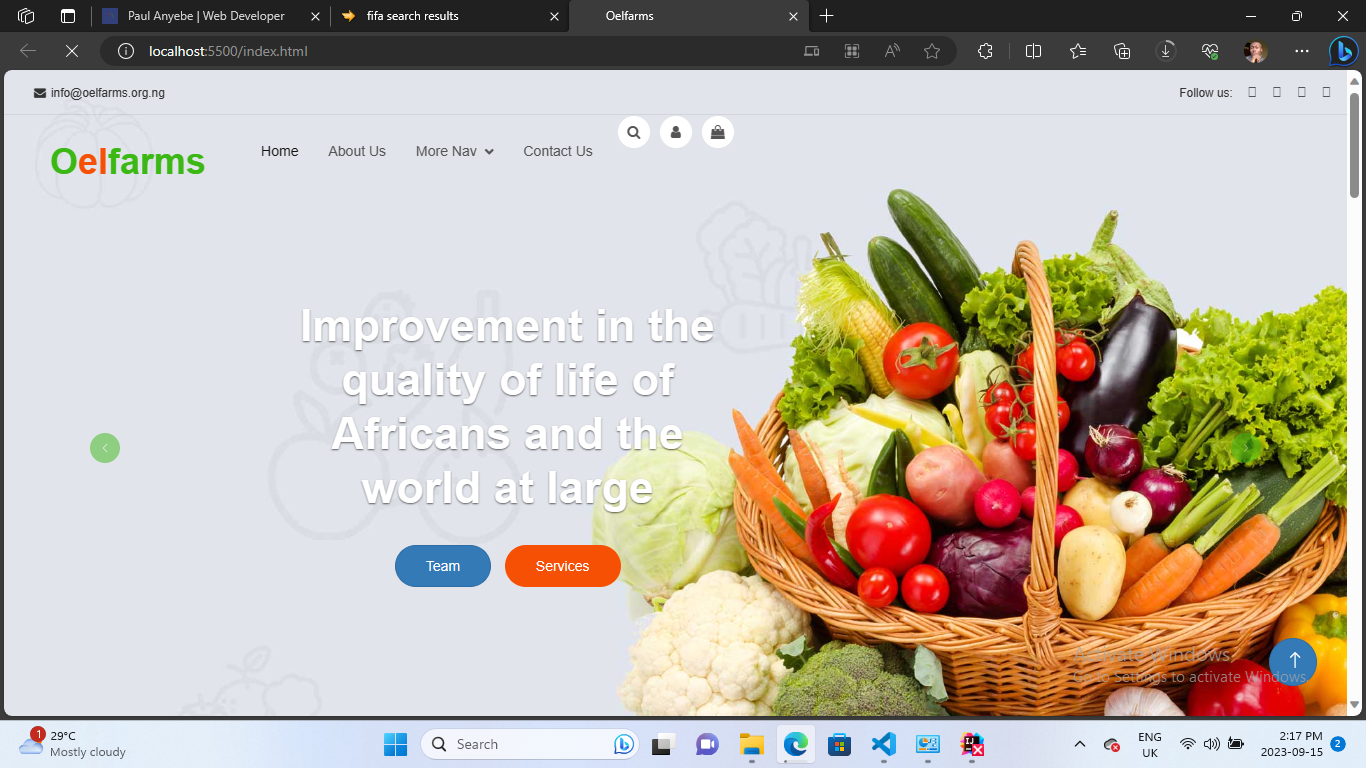 Paul Anyebe | Web Developer
fifa search results
Oelfarms
localhost:5500/index.html
info@oelfarms.org.ng
Follow us:
Oelfarms
Home
About Us
More Nav
Contact Us
Improvement in the
quality of life of
Africans and the
world at large
Team
Services
Activate Windows
Go to Settings to activate Windows.
1
29°C
Mostly cloudy
Search
ENG
UK
2:17 PM
2023-09-15
2